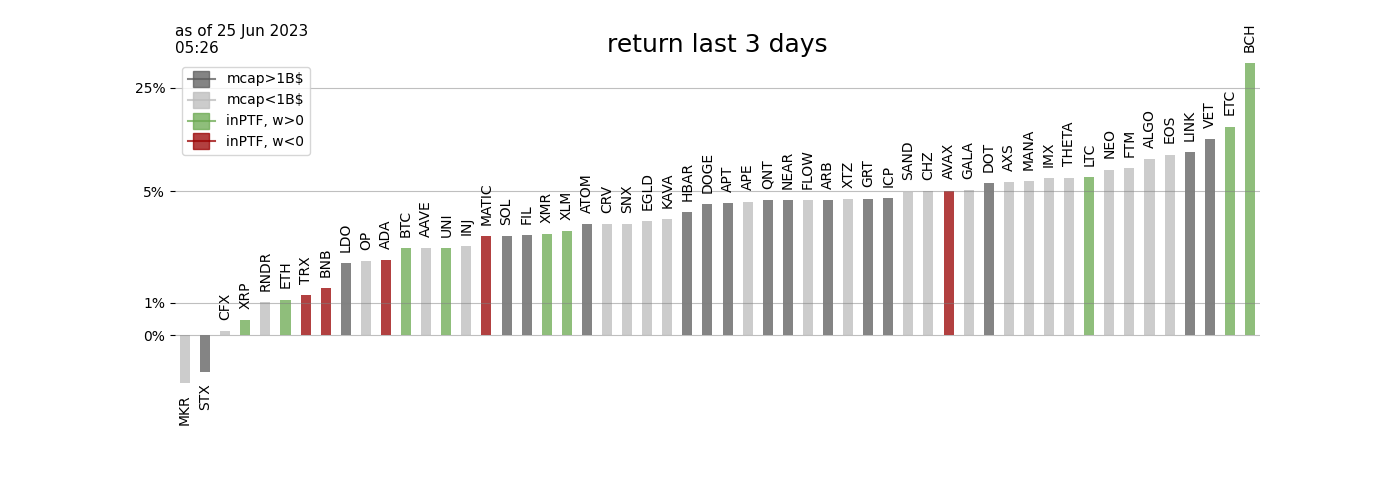 as of 25 Jun 2023
05:26
return last 3 days
mcap>1B$
mcap<1B$
inPTF, w>0
inPTF, w<0
25%
5%
1%
0%
MKR
STX
CFX
XRP
RNDR
ETH
TRX
BNB
LDO
OP
ADA
BTC
AAVE
UNI
INJ
MATIC
SOL
FIL
XMR
XLM
ATOM
CRV
SNX
EGLD
KAVA
HBAR
DOGE
APT
APE
QNT
NEAR
FLOW
ARB
XTZ
GRT
ICP
SAND
CHZ
AVAX
GALA
DOT
AXS
MANA
IMX
THETA
LTC
NEO
FTM
ALGO
EOS
LINK
VET
ETC
BCH